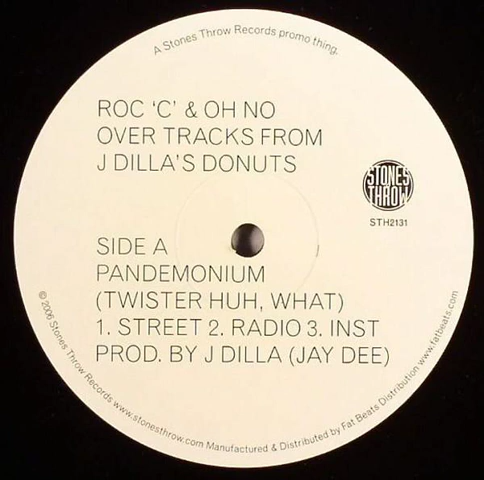 A Stones Throw Records promo thing.
ROC 'C' & OH NO
OVER TRACKS FROM
J DILLA'S DONUTS
STONES
THROW
STH2131
SIDE A
PANDEMONIUM
(TWISTER HUH, WHAT)
1. STREET 2. RADIO 3. INST
PROD. BY J DILLA (JAY DEE)
© 2006 Stones Throw Records www.stonesthrow.com Manufactured & Distributed by Fat Beats Distribution www.fatbeats.com